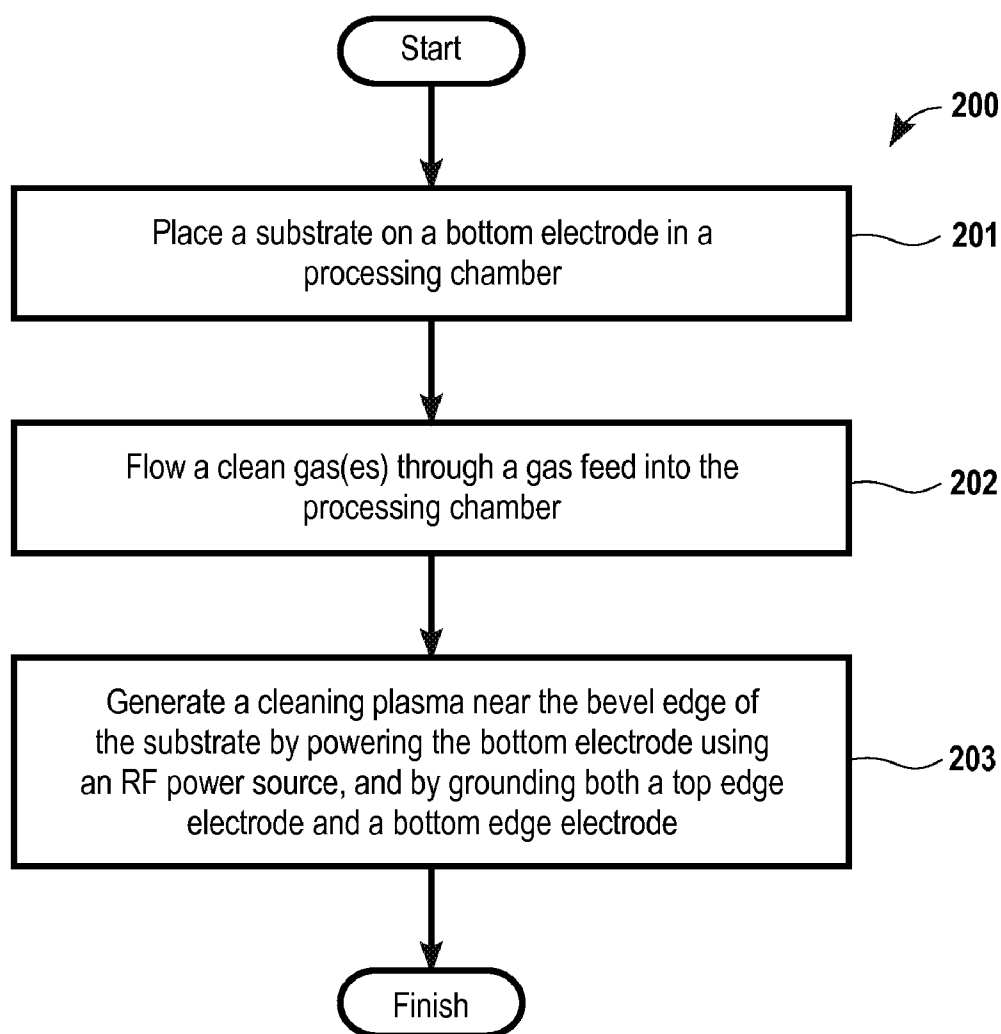 Start
200
Place a substrate on a bottom electrode in a
processing chamber
201
Flow a clean gas(es) through a gas feed into the
processing chamber
202
Generate a cleaning plasma near the bevel edge of
the substrate by powering the bottom electrode using
an RF power source, and by grounding both a top edge
electrode and a bottom edge electrode
203
Finish